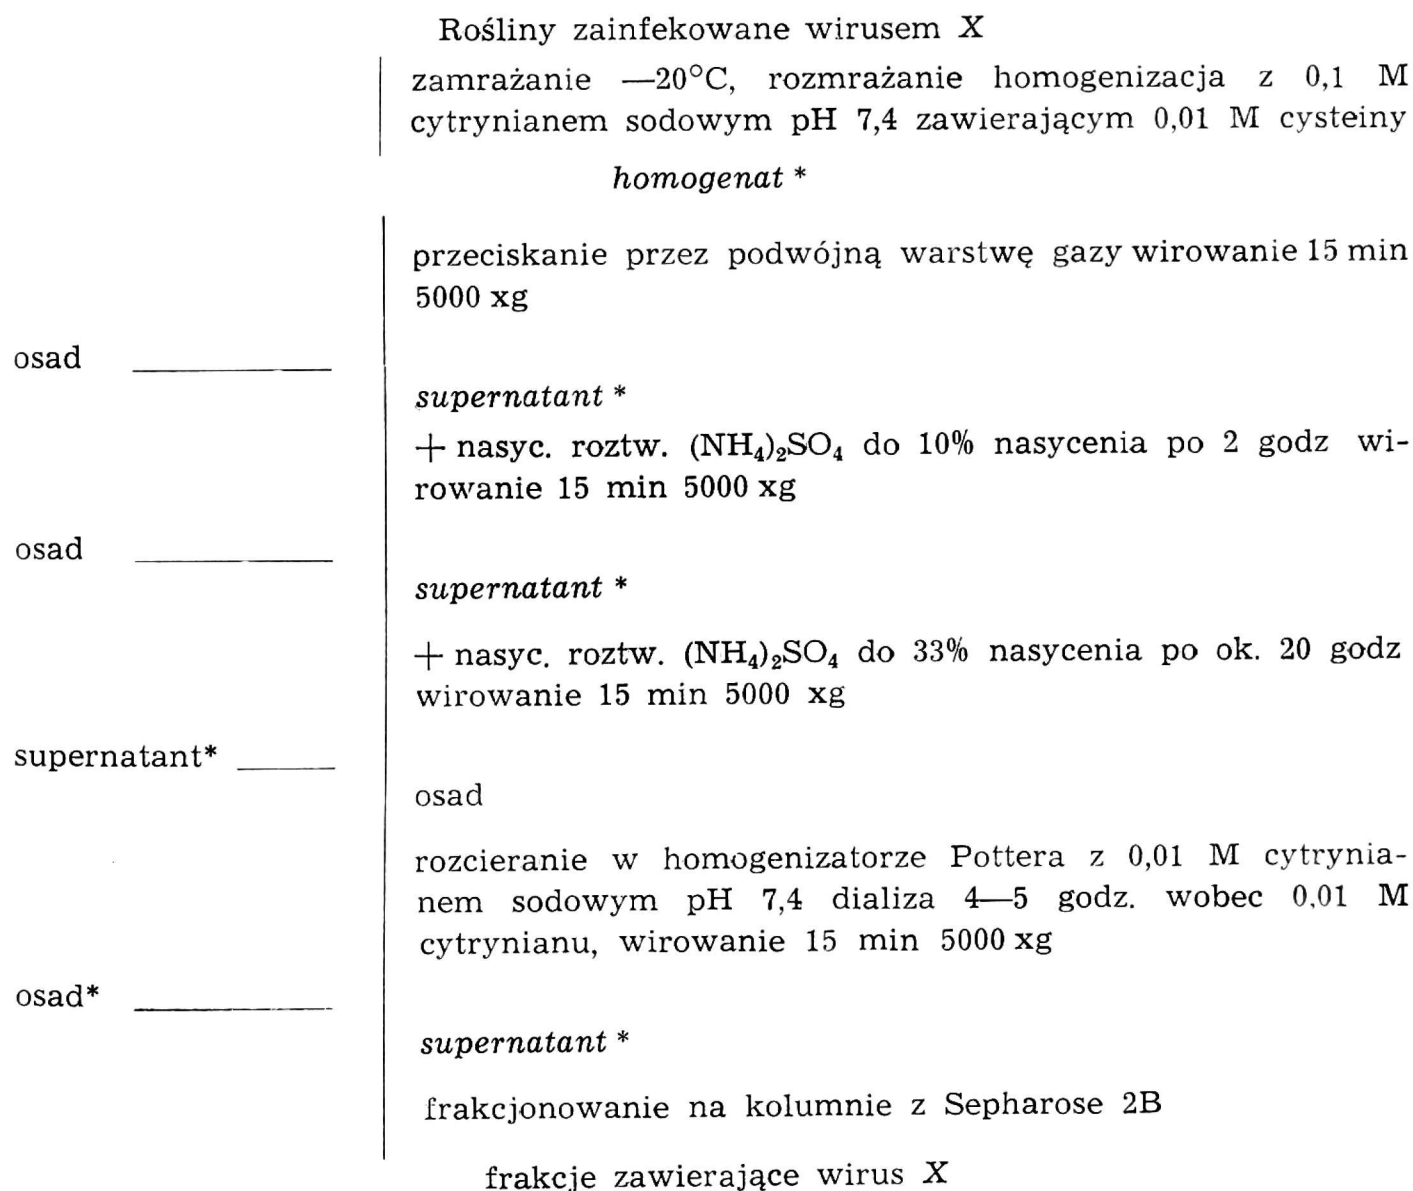 Rośliny zainfekowane wirusem X
zamrażanie —20°C, rozmrażanie homogenizacja z 0,1 M
cytrynianem sodowym pH 7,4 zawierającym 0,01 M cysteiny
homogenat *
przeciskanie przez podwójną warstwę gazy wirowanie 15 min
5000 xg
osad
supernatant *
+ nasyc. roztw. (NH₄)₂SO₄ do 10% nasycenia po 2 godz wi-
rowanie 15 min 5000 xg
osad
supernatant *
+ nasyc. roztw. (NH₄)₂SO₄ do 33% nasycenia po ok. 20 godz
wirowanie 15 min 5000 xg
supernatant*
osad
rozcieranie w homogenizatorze Pottera z 0,01 M cytrynia-
nem sodowym pH 7,4 dializa 4—5 godz. wobec 0,01 M
cytrynianu, wirowanie 15 min 5000 xg
osad*
supernatant *
frakcjonowanie na kolumnie z Sepharose 2B
frakcje zawierające wirus X